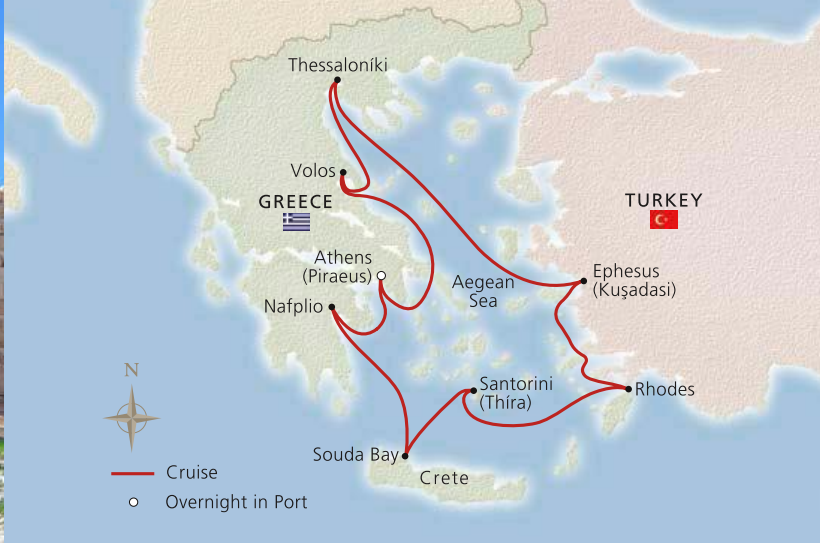 Thessaloníki
Volos
GREECE
TURKEY
Athens
(Piraeus)
Ephesus
(Kuşadasi)
Aegean
Sea
Nafplio
N
Santorini
(Thíra)
Rhodes
Souda Bay
Crete
Cruise
Overnight in Port